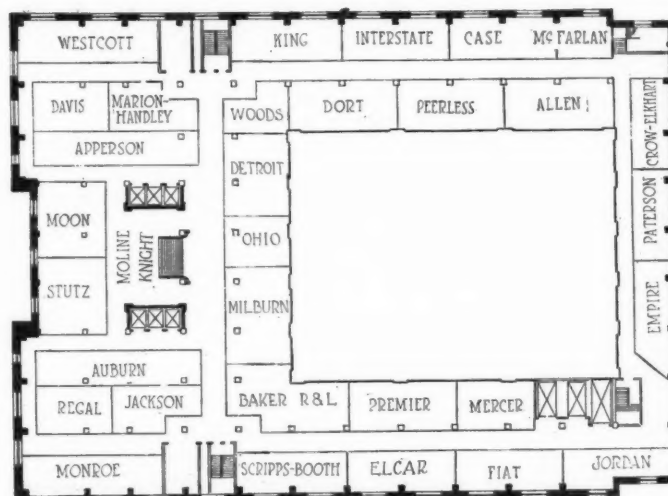 WESTCOTT
KING
INTERSTATE
CASE
McFARLAN
DAVIS
MARION-
HANDLEY
WOODS
DORT
PEERLESS
ALLEN
CROW-ELKHART
APPERSON
DETROIT
PATERSON
MOON
MOLINE
KNIGHT
OHIO
STUTZ
MILBURN
EMPIRE
AUBURN
REGAL
JACKSON
BAKER R&L
PREMIER
MERCER
MONROE
SCRIPPS-BOOTH
ELCAR
FIAT
JORDAN